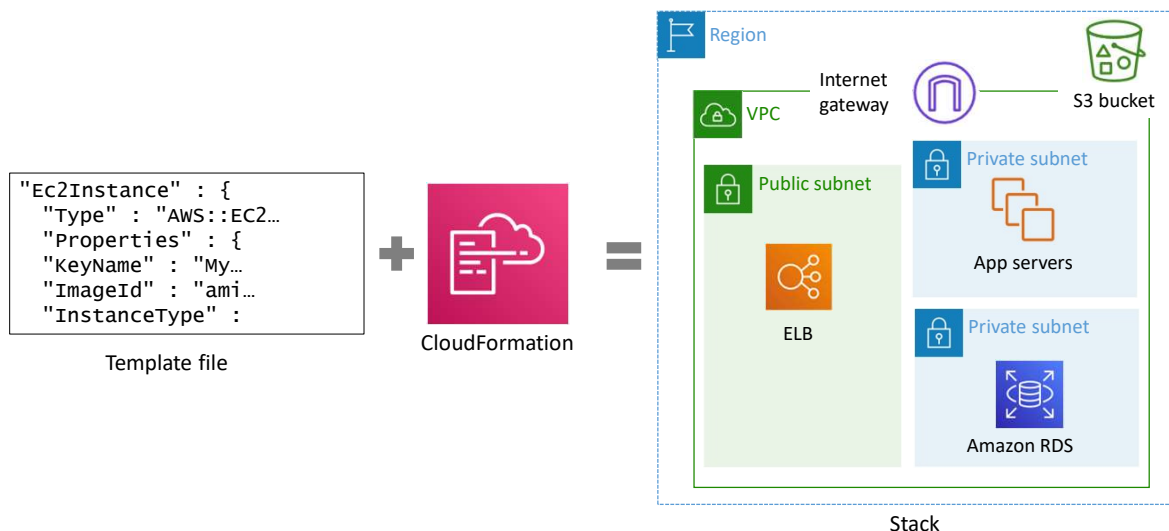 "Ec2Instance" : {
"Type" : "AWS::EC2…
"Properties" : {
"KeyName" : "My…
"ImageId" : "ami…
"InstanceType" :
Template file
CloudFormation
Region
Internet
gateway
S3 bucket
VPC
Public subnet
ELB
Private subnet
App servers
Private subnet
Amazon RDS
Stack